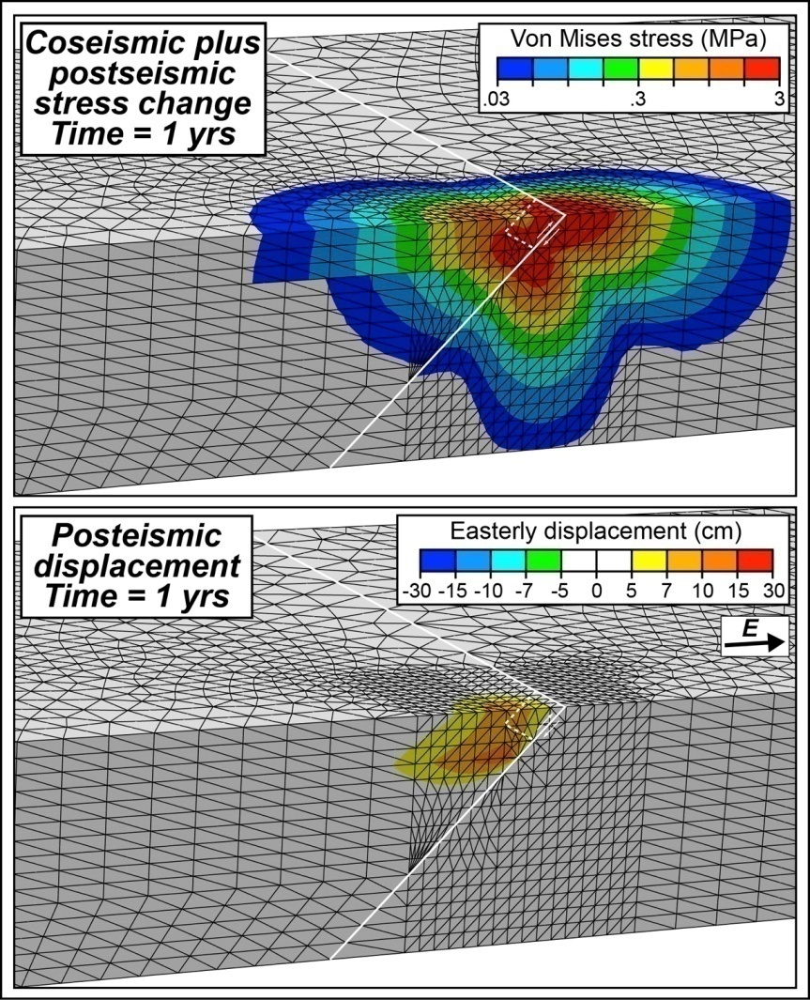 Coseismic plus
postseismic
stress change
Time = 1 yrs
Von Mises stress (MPa)
.03 .3 3
Posteismic
displacement
Time = 1 yrs
Easterly displacement (cm)
-30 -15 -10 -7 -5 0 5 7 10 15 30
E